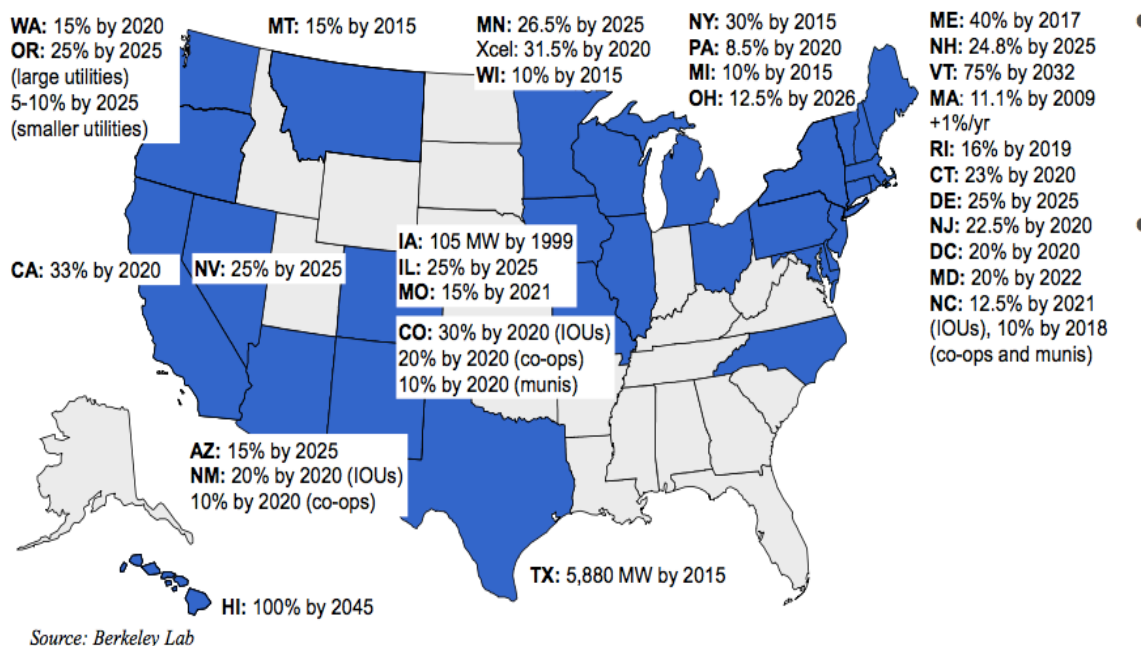 WA: 15% by 2020
OR: 25% by 2025
(large utilities)
5-10% by 2025
(smaller utilities)
MT: 15% by 2015
MN: 26.5% by 2025
Xcel: 31.5% by 2020
WI: 10% by 2015
NY: 30% by 2015
PA: 8.5% by 2020
MI: 10% by 2015
OH: 12.5% by 2026
ME: 40% by 2017
NH: 24.8% by 2025
VT: 75% by 2032
MA: 11.1% by 2009
+1%/yr
RI: 16% by 2019
CT: 23% by 2020
DE: 25% by 2025
NJ: 22.5% by 2020
DC: 20% by 2020
MD: 20% by 2022
NC: 12.5% by 2021
(IOUs), 10% by 2018
(co-ops and munis)
CA: 33% by 2020
NV: 25% by 2025
IA: 105 MW by 1999
IL: 25% by 2025
MO: 15% by 2021
CO: 30% by 2020 (IOUs)
20% by 2020 (co-ops)
10% by 2020 (munis)
AZ: 15% by 2025
NM: 20% by 2020 (IOUs)
10% by 2020 (co-ops)
TX: 5,880 MW by 2015
HI: 100% by 2045
Source: Berkeley Lab